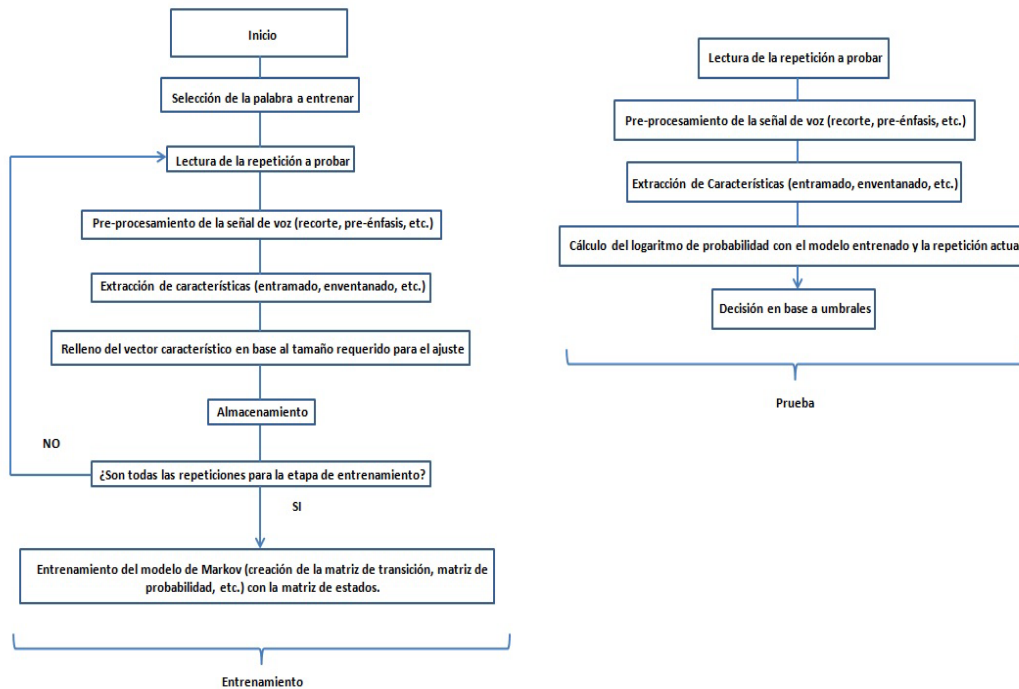 Inicio
Selección de la palabra a entrenar
Lectura de la repetición a probar
Pre-procesamiento de la señal de voz (recorte, pre-énfasis, etc.)
Extracción de características (entramado, enventanado, etc.)
Relleno del vector característico en base al tamaño requerido para el ajuste
Almacenamiento
NO
¿Son todas las repeticiones para la etapa de entrenamiento?
SI
Entrenamiento del modelo de Markov (creación de la matriz de transición, matriz de
probabilidad, etc.) con la matriz de estados.
Entrenamiento
Lectura de la repetición a probar
Pre-procesamiento de la señal de voz (recorte, pre-énfasis, etc.)
Extracción de Características (entramado, enventanado, etc.)
Cálculo del logaritmo de probabilidad con el modelo entrenado y la repetición actua
Decisión en base a umbrales
Prueba